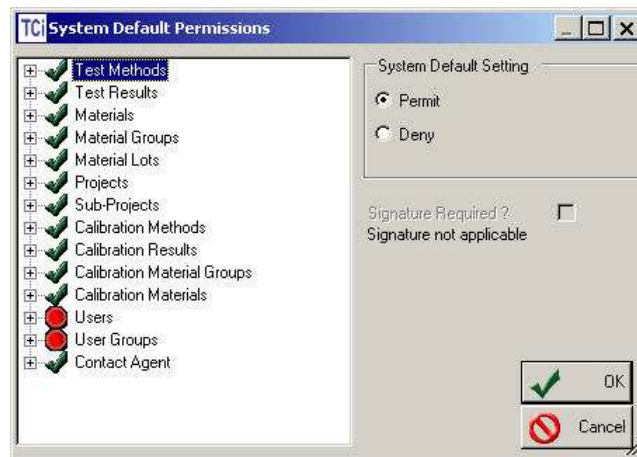 TCi System Default Permissions
Test Methods
Test Results
Materials
Material Groups
Material Lots
Projects
Sub-Projects
Calibration Methods
Calibration Results
Calibration Material Groups
Calibration Materials
Users
User Groups
Contact Agent
System Default Setting
Permit
Deny
Signature Required ?
Signature not applicable
OK
Cancel